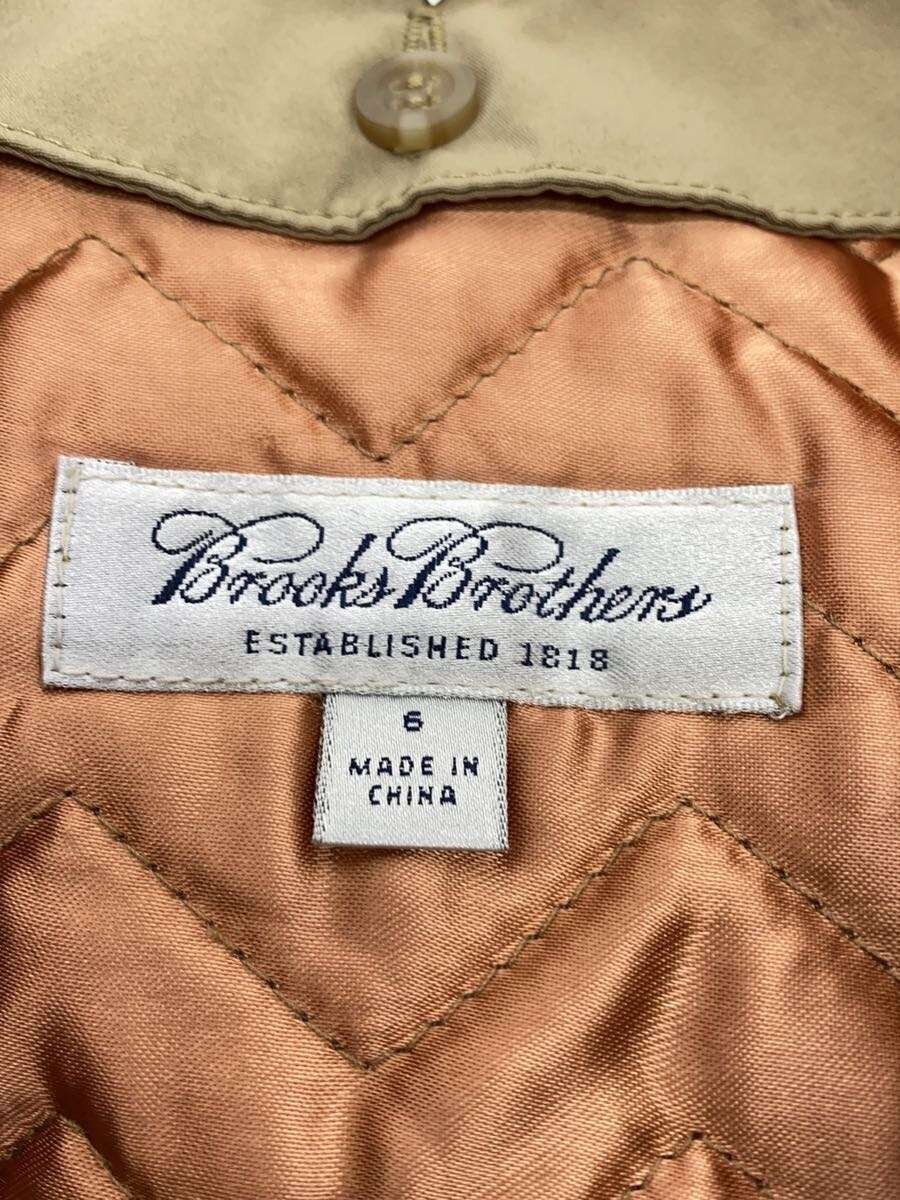 Brooks Brothers
ESTABLISHED 1818
6
MADE IN
CHINA